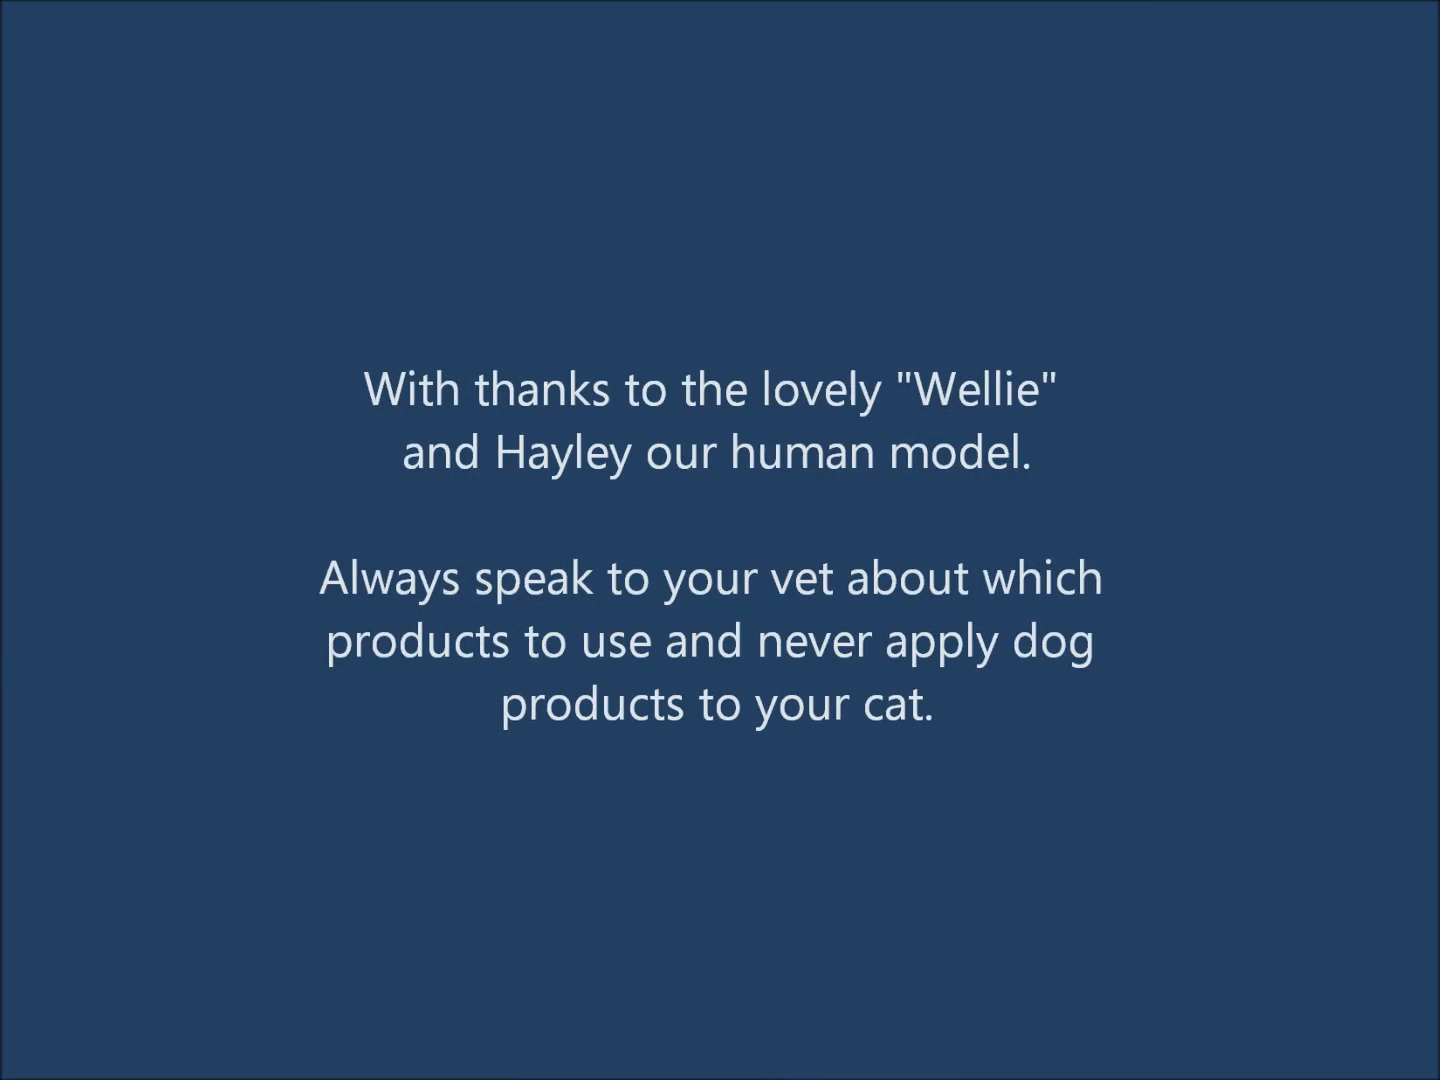 With thanks to the lovely "Wellie"
and Hayley our human model.
Always speak to your vet about which
products to use and never apply dog
products to your cat.